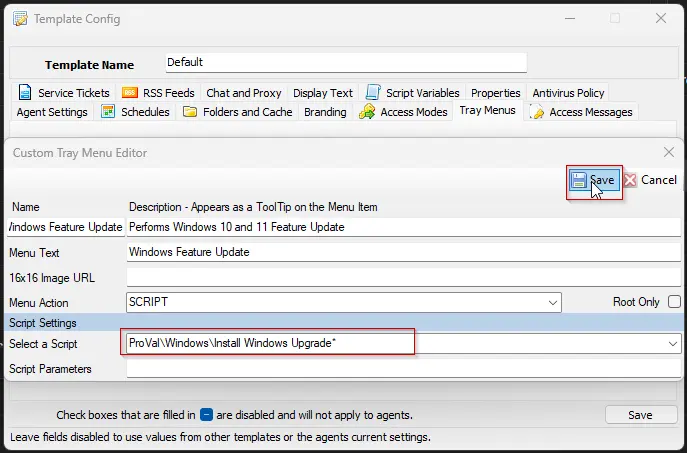 Template Config
Template Name Default
Service Tickets RSS Feeds Chat and Proxy Display Text Script Variables Properties Antivirus Policy
Agent Settings Schedules Folders and Cache Branding Access Modes Tray Menus Access Messages
Custom Tray Menu Editor
Save Cancel
Name Description - Appears as a ToolTip on the Menu Item
Windows Feature Update Performs Windows 10 and 11 Feature Update
Menu Text Windows Feature Update
16x16 Image URL
Menu Action SCRIPT Root Only
Script Settings
Select a Script ProVal\Windows\Install Windows Upgrade*
Script Parameters
Check boxes that are filled in are disabled and will not apply to agents. Save
Leave fields disabled to use values from other templates or the agents current settings.